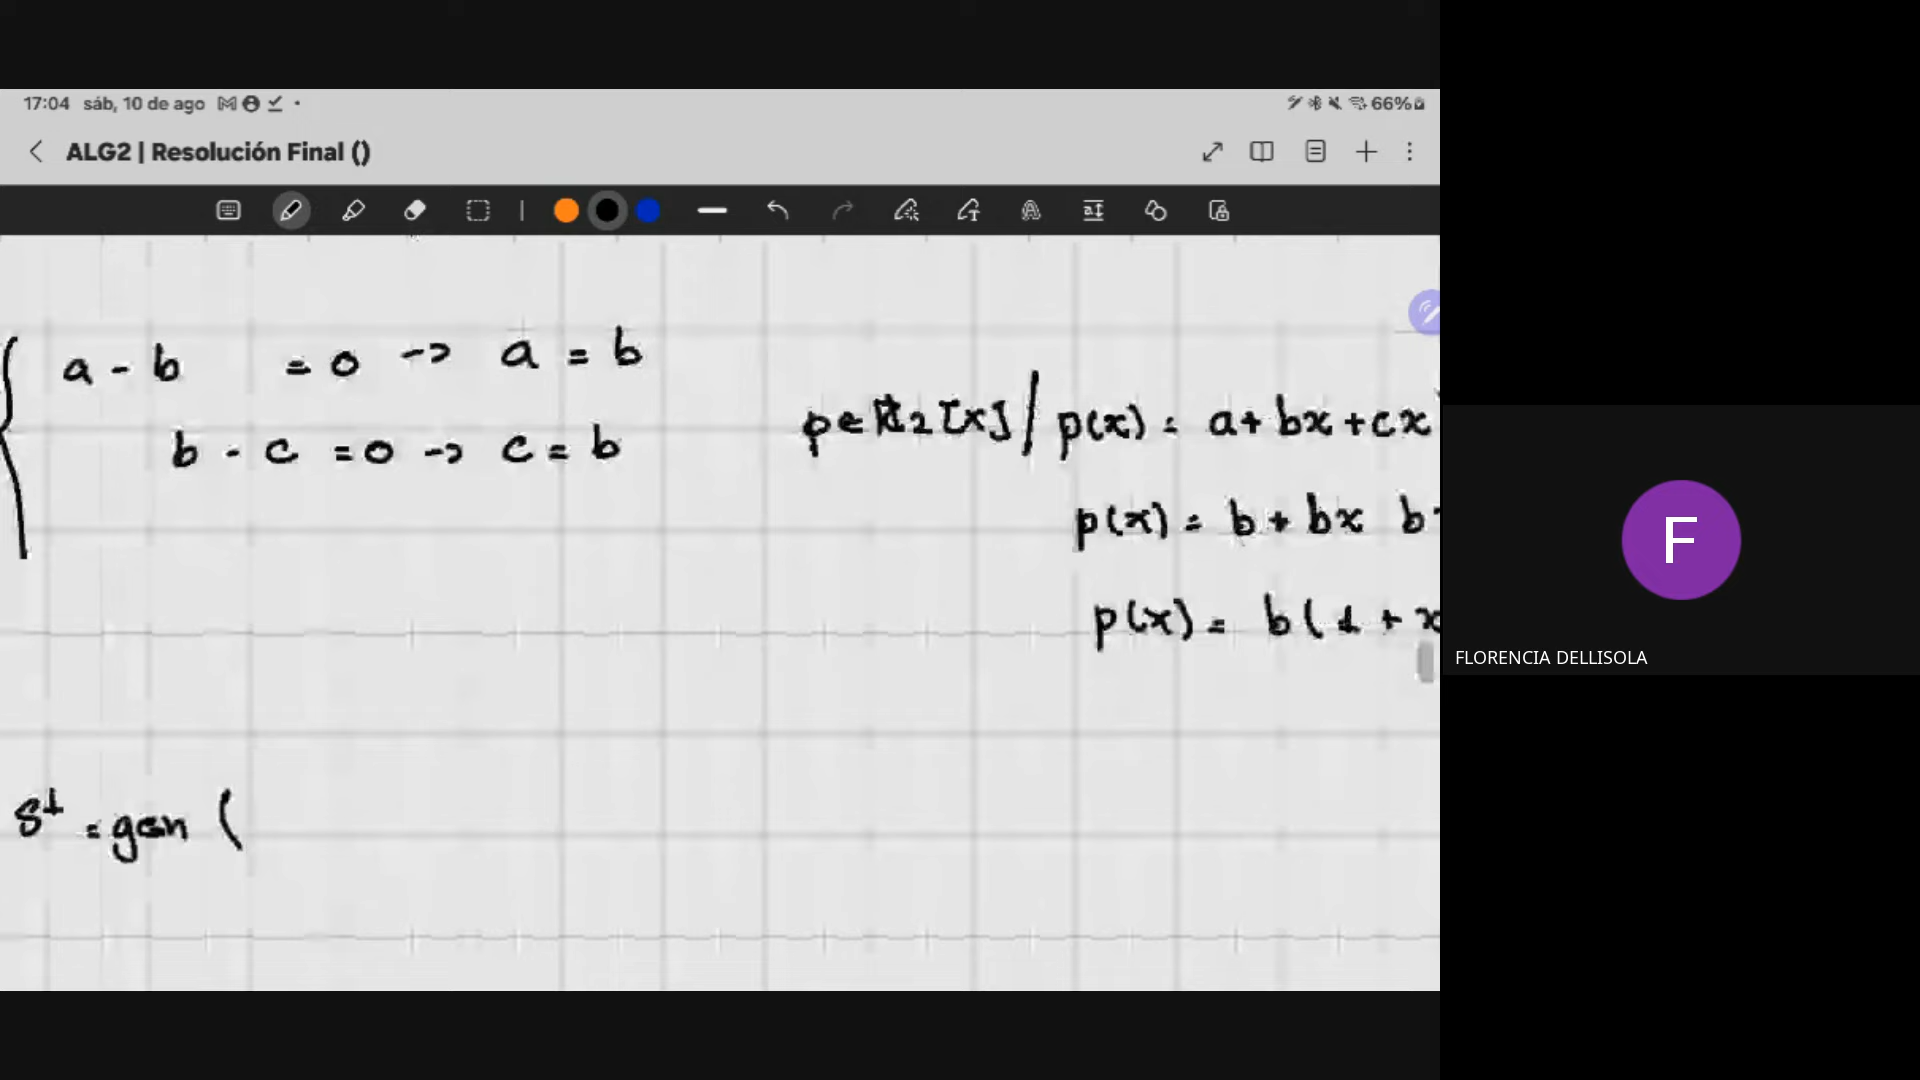 17:04 sáb, 10 de ago
66%
ALG2 | Resolución Final ()
a - b = 0 -> a = b
b - c = 0 -> c = b
p∈ℝ2[x] / p(x) = a + bx + cx
p(x) = b + bx b
p(x) = b(1 + x
S⊥ = gen (
F
FLORENCIA DELLISOLA